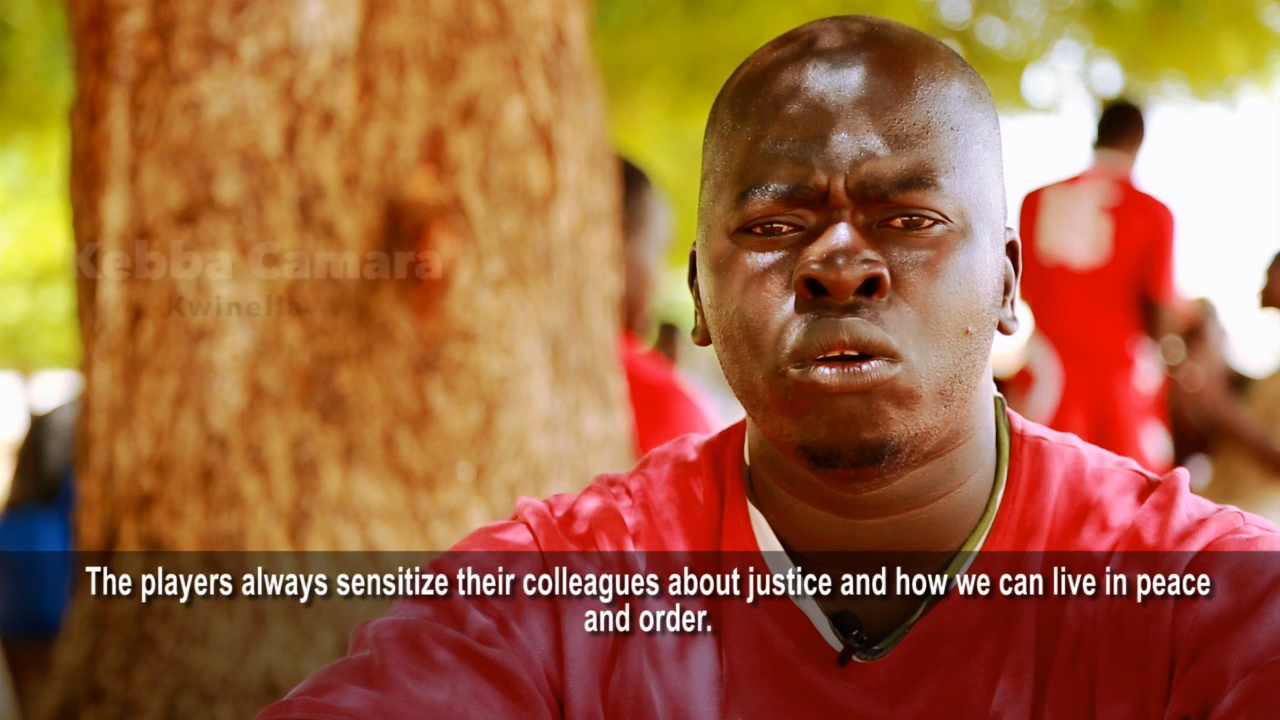 Kebba Camara
Kwinella
The players always sensitize their colleagues about justice and how we can live in peace
and order.